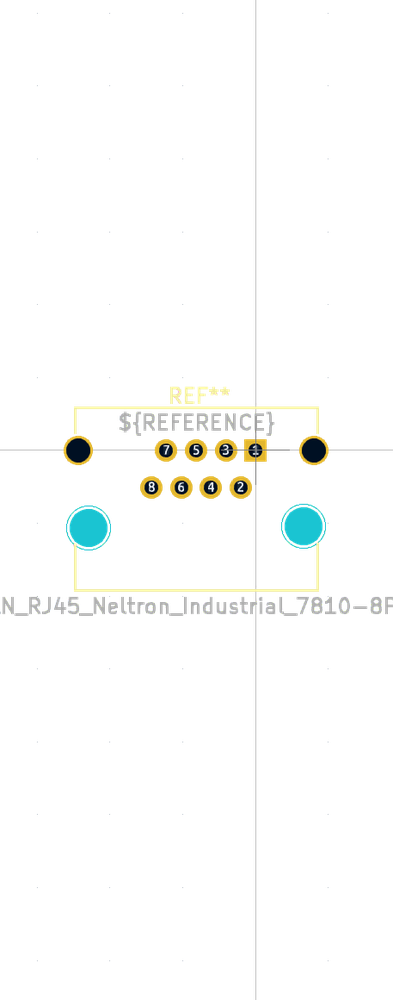 REF**
${REFERENCE}
7 5 3 1
8 6 4 2
N_RJ45_Neltron_Industrial_7810-8P